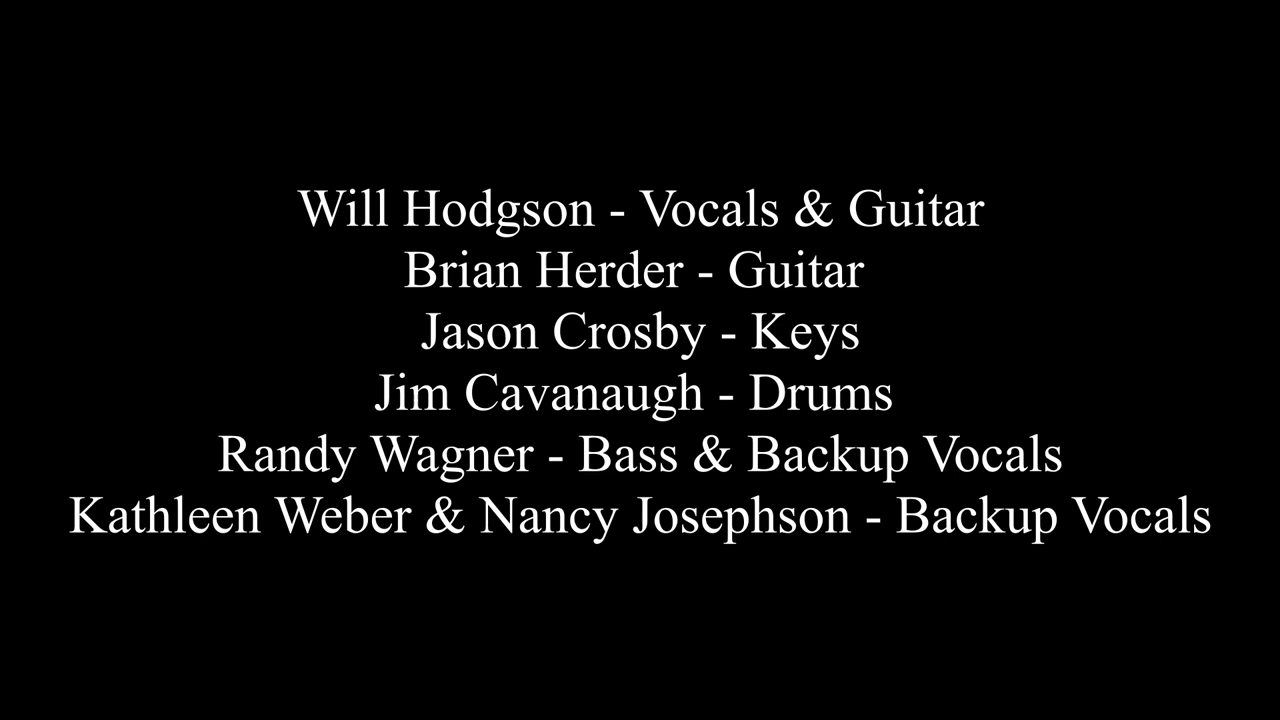 Will Hodgson - Vocals & Guitar
Brian Herder - Guitar
Jason Crosby - Keys
Jim Cavanaugh - Drums
Randy Wagner - Bass & Backup Vocals
Kathleen Weber & Nancy Josephson - Backup Vocals